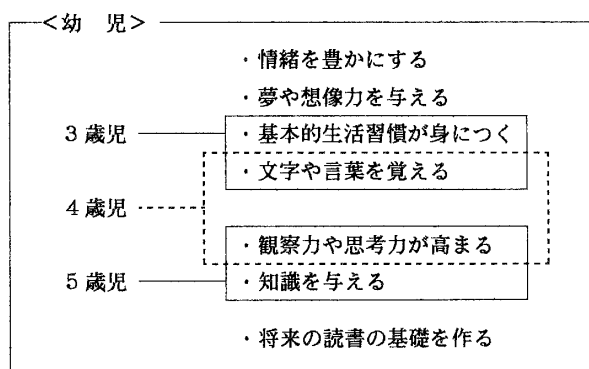 <幼 児>
・情緒を豊かにする
・夢や想像力を与える
3歳児 ・基本的生活習慣が身につく
・文字や言葉を覚える
4歳児
・観察力や思考力が高まる
5歳児 ・知識を与える
・将来の読書の基礎を作る